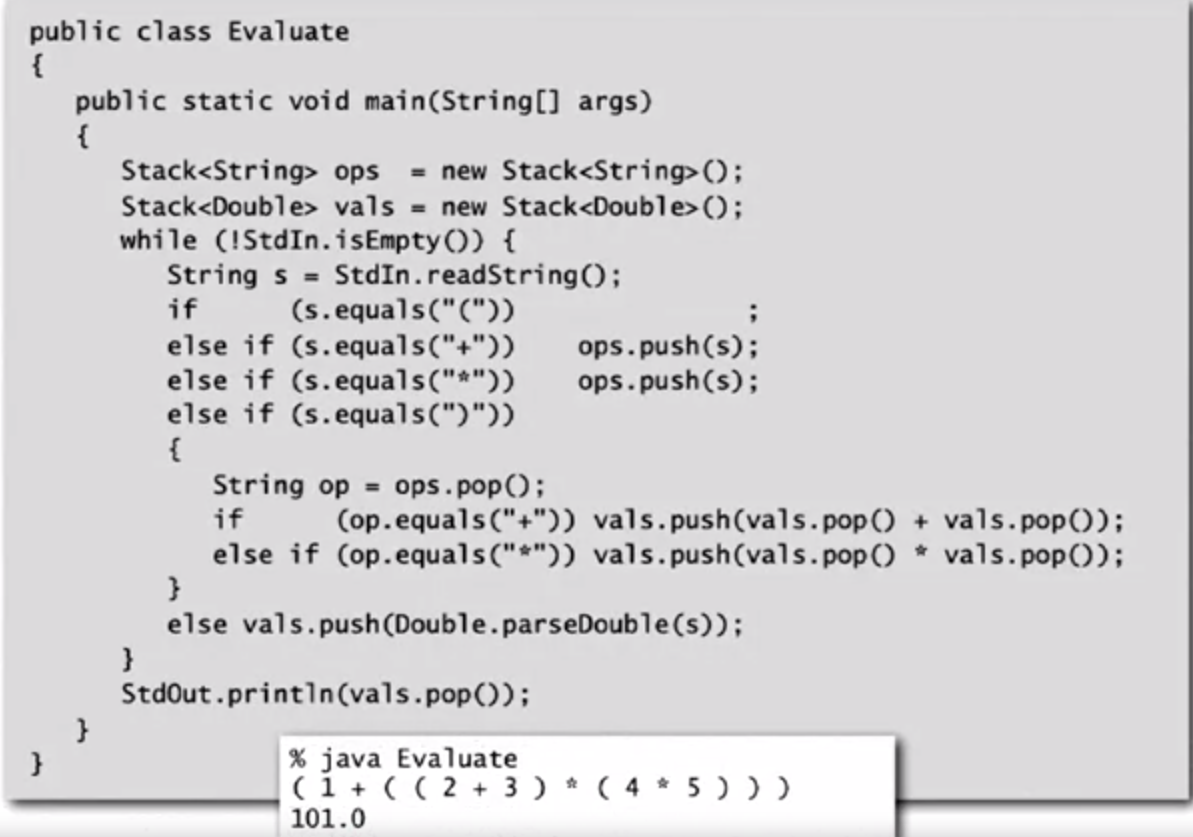 public class Evaluate
{
   public static void main(String[] args)
   {
      Stack<String> ops  = new Stack<String>();
      Stack<Double> vals = new Stack<Double>();
      while (!StdIn.isEmpty()) {
         String s = StdIn.readString();
         if      (s.equals("("))               ;
         else if (s.equals("+"))    ops.push(s);
         else if (s.equals("*"))    ops.push(s);
         else if (s.equals(")"))
         {
            String op = ops.pop();
            if      (op.equals("+")) vals.push(vals.pop() + vals.pop());
            else if (op.equals("*")) vals.push(vals.pop() * vals.pop());
         }
         else vals.push(Double.parseDouble(s));
      }
      StdOut.println(vals.pop());
   }
}
% java Evaluate
( 1 + ( ( 2 + 3 ) * ( 4 * 5 ) ) )
101.0